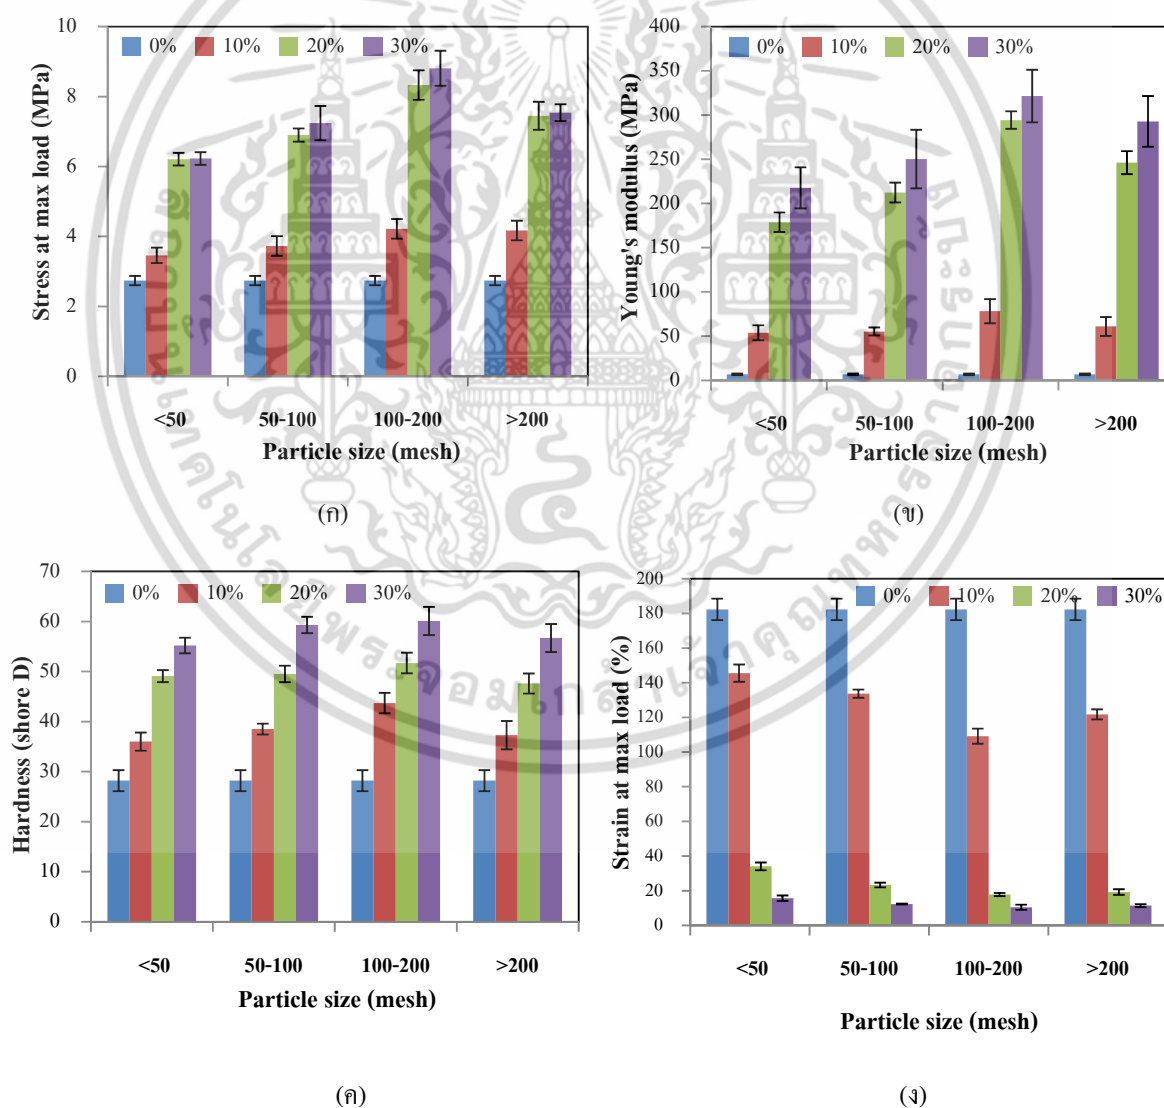 0% 10% 20% 30%
10
8
6
4
2
0
Stress at max load (MPa)
<50 50-100 100-200 >200
Particle size (mesh)
(ก)
0% 10% 20% 30%
400
350
300
250
200
150
100
50
0
Young's modulus (MPa)
<50 50-100 100-200 >200
Particle size (mesh)
(ข)
0% 10% 20% 30%
70
60
50
40
30
20
10
0
Hardness (shore D)
<50 50-100 100-200 >200
Particle size (mesh)
(ค)
0% 10% 20% 30%
200
180
160
140
120
100
80
60
40
20
0
Strain at max load (%)
<50 50-100 100-200 >200
Particle size (mesh)
(ง)